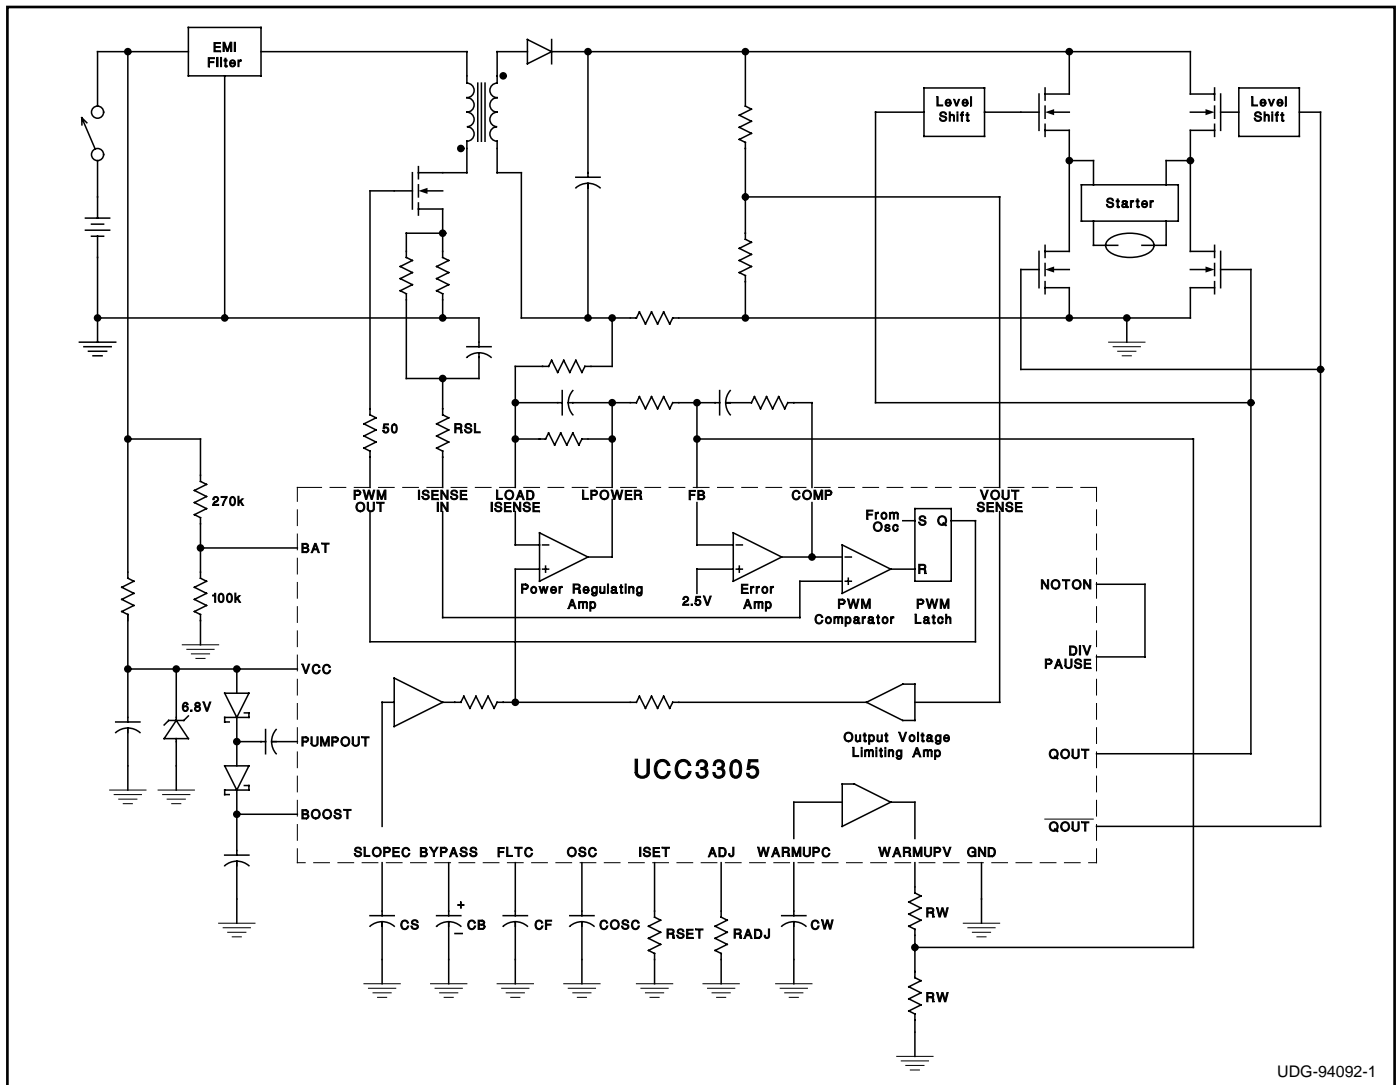 EMI
Filter
Level
Shift
Level
Shift
Starter
50
RSL
270k
100k
6.8V
PWM
OUT
ISENSE
IN
LOAD
ISENSE
LPOWER
FB
COMP
VOUT
SENSE
From
Osc
S Q
R
BAT
Power Regulating
Amp
2.5V
Error
Amp
PWM
Comparator
PWM
Latch
NOTON
DIV
PAUSE
VCC
PUMPOUT
BOOST
Output Voltage
Limiting Amp
UCC3305
QOUT
QOUT
SLOPEC
BYPASS
FLTC
OSC
ISET
ADJ
WARMUPC
WARMUPV
GND
CS
+
CB
CF
COSC
RSET
RADJ
CW
RW
RW
UDG-94092-1